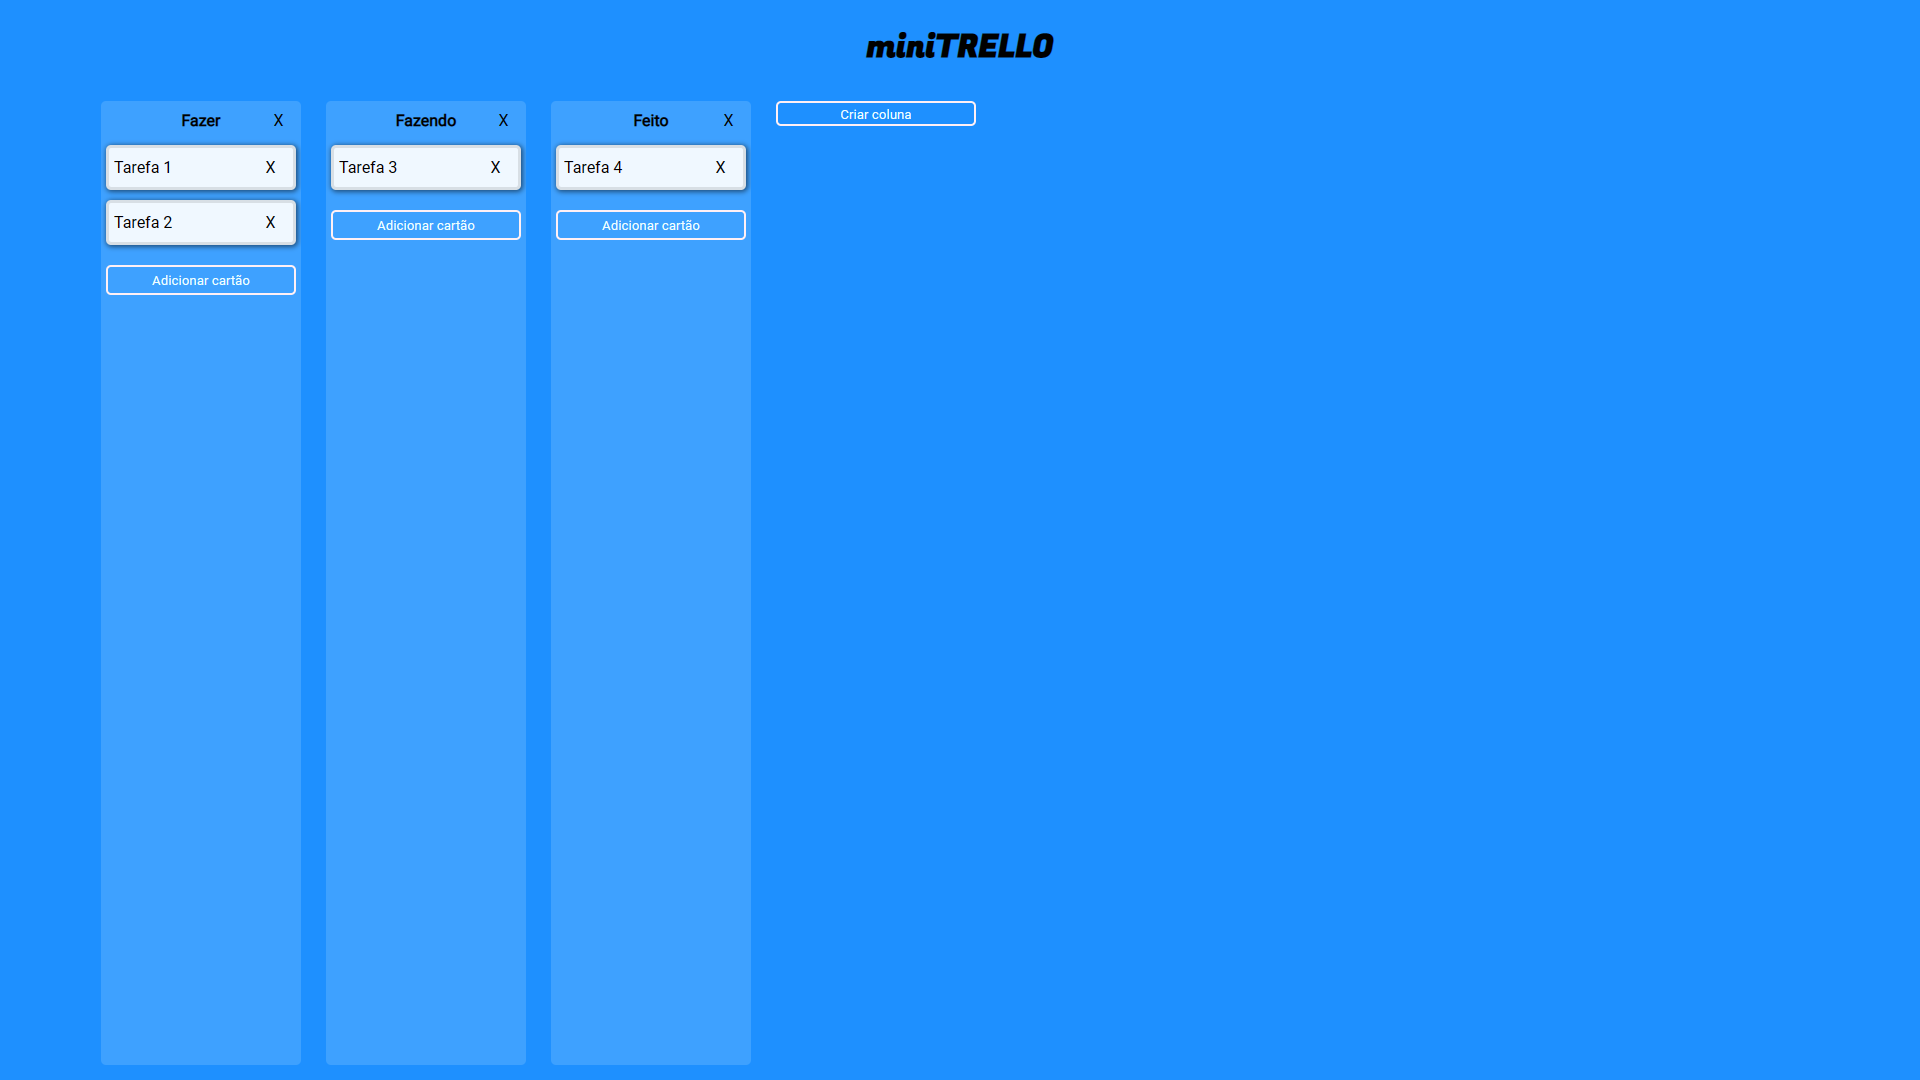 miniTRELLO
Fazer X
Tarefa 1 X
Tarefa 2 X
Adicionar cartão
Fazendo X
Tarefa 3 X
Adicionar cartão
Feito X
Tarefa 4 X
Adicionar cartão
Criar coluna